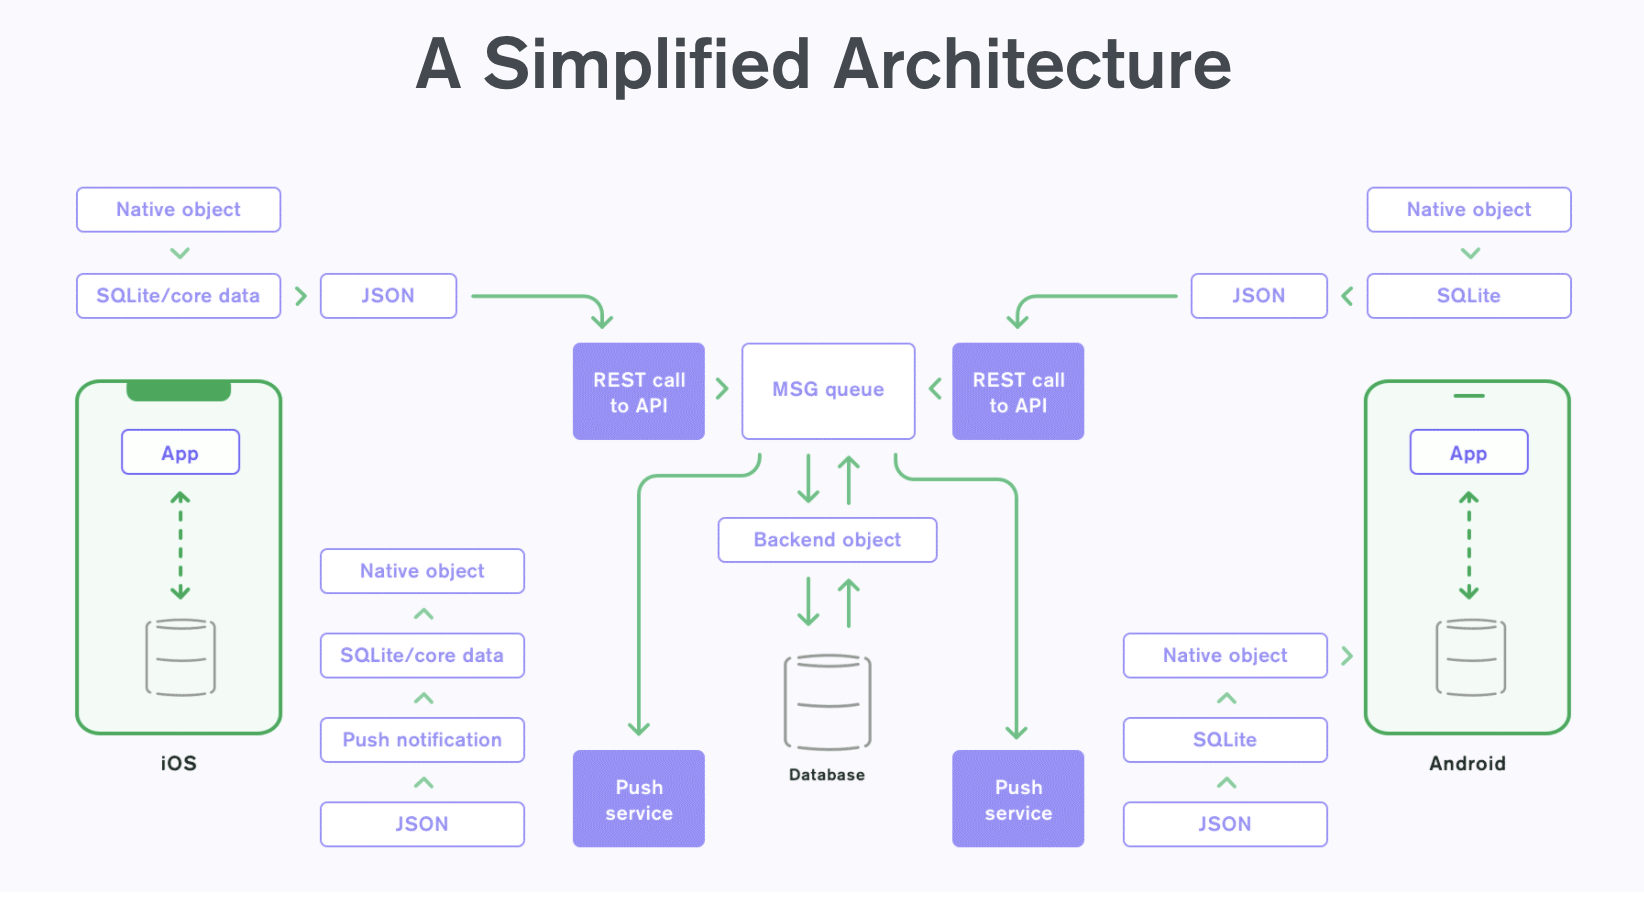 A Simplified Architecture
Native object
Native object
SQLite/core data
JSON
JSON
SQLite
REST call
to API
MSG queue
REST call
to API
App
App
Backend object
Native object
SQLite/core data
Native object
Push notification
SQLite
iOS
Database
Android
Push
service
Push
service
JSON
JSON